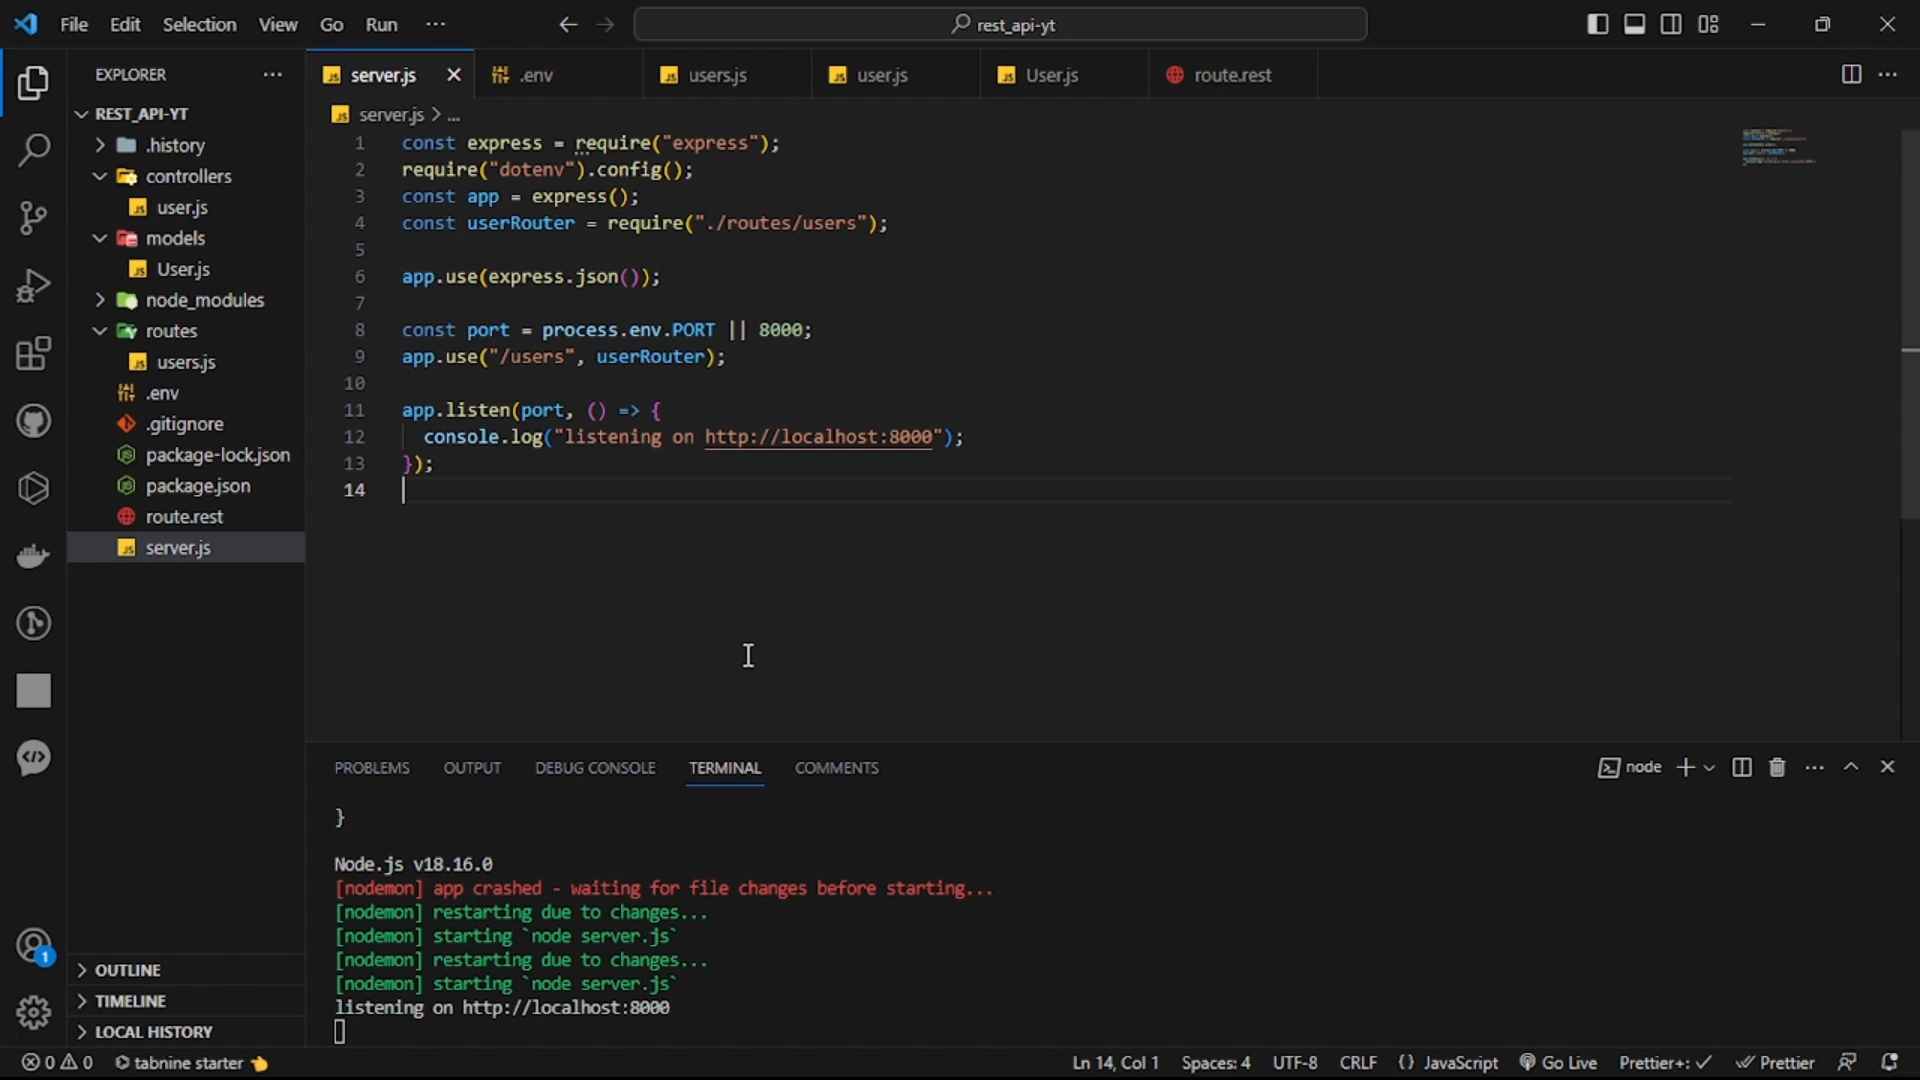 File Edit Selection View Go Run ··· rest_api-yt
EXPLORER ···
REST_API-YT
.history
controllers
user.js
models
User.js
node_modules
routes
users.js
.env
.gitignore
package-lock.json
package.json
route.rest
server.js
OUTLINE
TIMELINE
LOCAL HISTORY
server.js .env users.js user.js User.js route.rest
server.js > ...
1 const express = require("express");
2 require("dotenv").config();
3 const app = express();
4 const userRouter = require("./routes/users");
5
6 app.use(express.json());
7
8 const port = process.env.PORT || 8000;
9 app.use("/users", userRouter);
10
11 app.listen(port, () => {
12 console.log("listening on http://localhost:8000");
13 });
14
PROBLEMS OUTPUT DEBUG CONSOLE TERMINAL COMMENTS node
}
Node.js v18.16.0
[nodemon] app crashed - waiting for file changes before starting...
[nodemon] restarting due to changes...
[nodemon] starting `node server.js`
[nodemon] restarting due to changes...
[nodemon] starting `node server.js`
listening on http://localhost:8000
1
0 0 tabnine starter 👈 Ln 14, Col 1 Spaces: 4 UTF-8 CRLF {} JavaScript Go Live Prettier+: ✓ Prettier